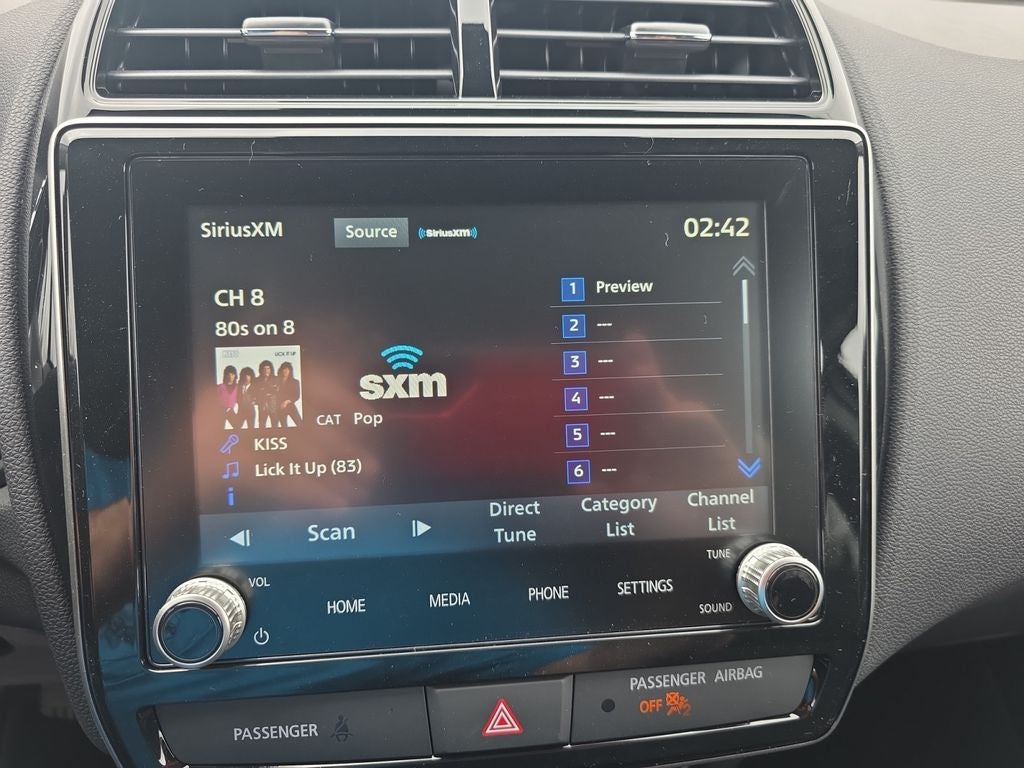 SiriusXM
Source
SiriusXM
02:42
CH 8
80s on 8
KISS LICK IT UP
sxm
CAT Pop
KISS
Lick It Up (83)
1 Preview
2 ---
3 ---
4 ---
5 ---
6 ---
Scan
Direct
Tune
Category
List
Channel
List
VOL
HOME
MEDIA
PHONE
SETTINGS
TUNE
SOUND
PASSENGER
PASSENGER AIRBAG
OFF
2